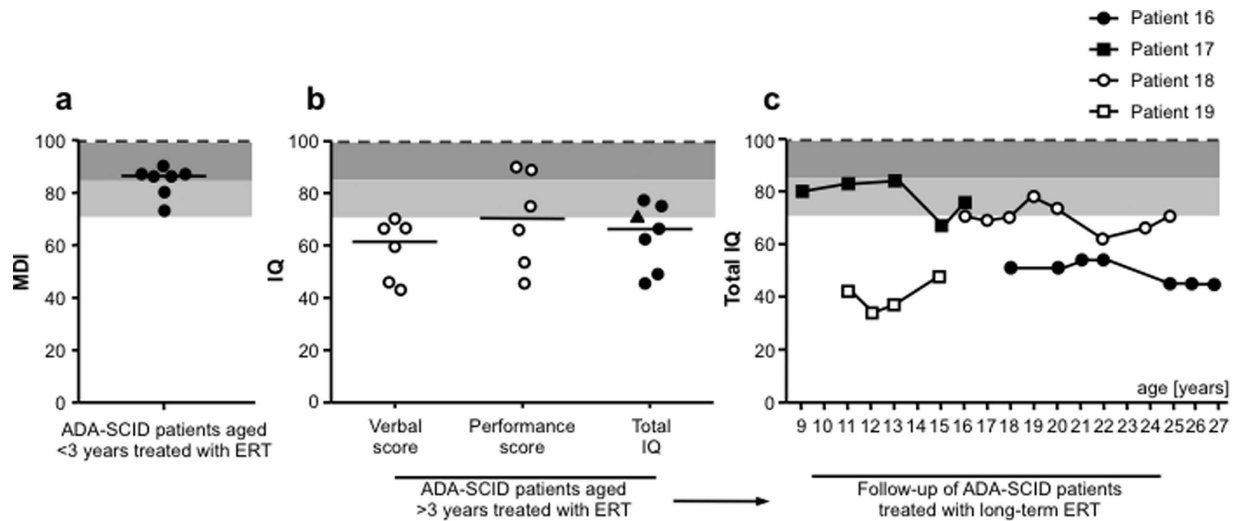 Patient 16
Patient 17
Patient 18
Patient 19
a
b
c
100
80
60
40
20
0
MDI
ADA-SCID patients aged
<3 years treated with ERT
100
80
60
40
20
0
IQ
Verbal
score
Performance
score
Total
IQ
ADA-SCID patients aged
>3 years treated with ERT
100
80
60
40
20
0
Total IQ
age [years]
9 10 11 12 13 14 15 16 17 18 19 20 21 22 23 24 25 26 27
Follow-up of ADA-SCID patients
treated with long-term ERT